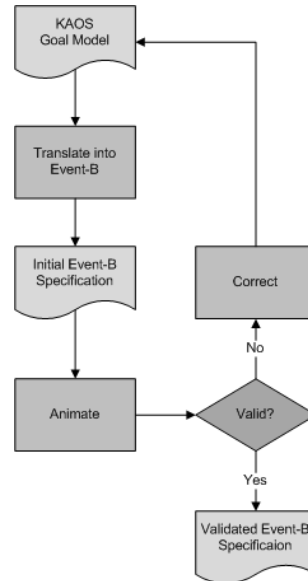 KAOS
Goal Model
Translate into
Event-B
Initial Event-B
Specification
Correct
No
Animate
Valid?
Yes
Validated Event-B
Specificaion